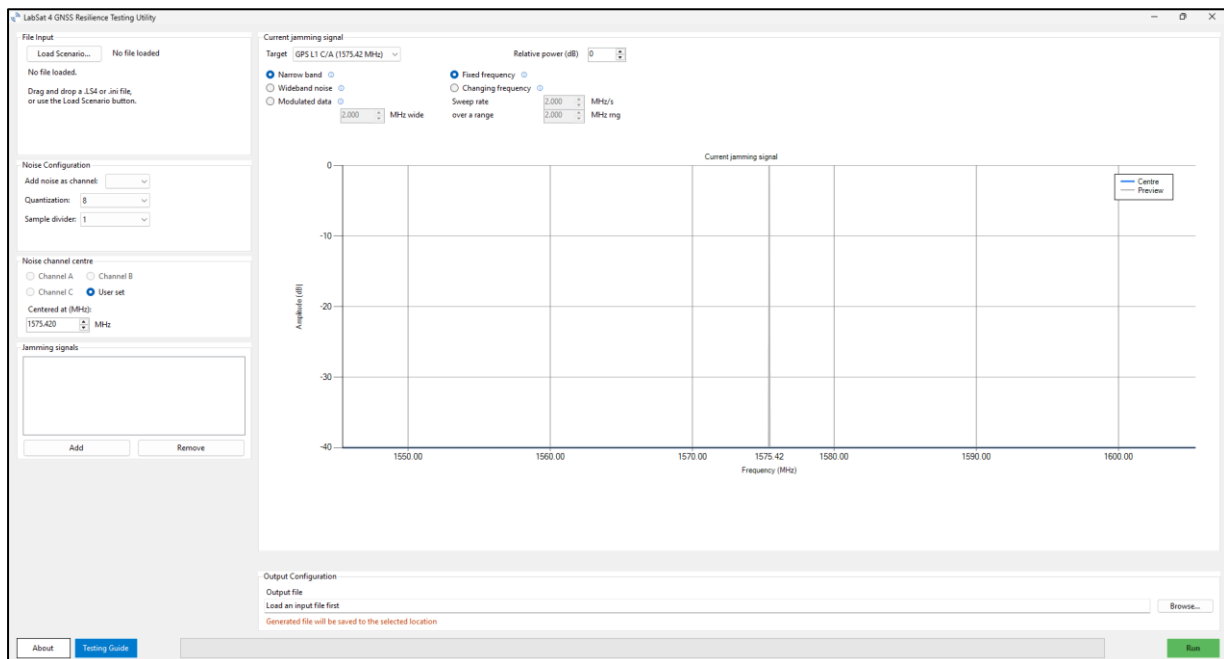 LabSat 4 GNSS Resilience Testing Utility
File Input
Load Scenario... No file loaded
No file loaded.
Drag and drop a .LS4 or .ini file,
or use the Load Scenario button.
Noise Configuration
Add noise as channel:
Quantization: 8
Sample divider: 1
Noise channel centre
Channel A Channel B
Channel C User set
Centered at (MHz):
1575.420 MHz
Jamming signals
Add Remove
Current jamming signal
Target GPS L1 C/A (1575.42 MHz) Relative power (dB) 0
Narrow band Fixed frequency
Wideband noise Changing frequency
Modulated data Sweep rate 2.000 MHz/s
2.000 MHz wide over a range 2.000 MHz rng
Current jamming signal
Centre
Preview
0
-10
-20
-30
-40
Amplitude (dB)
1550.00 1560.00 1570.00 1575.42 1580.00 1590.00 1600.00
Frequency (MHz)
Output Configuration
Output file
Load an input file first Browse...
Generated file will be saved to the selected location
About Testing Guide Run